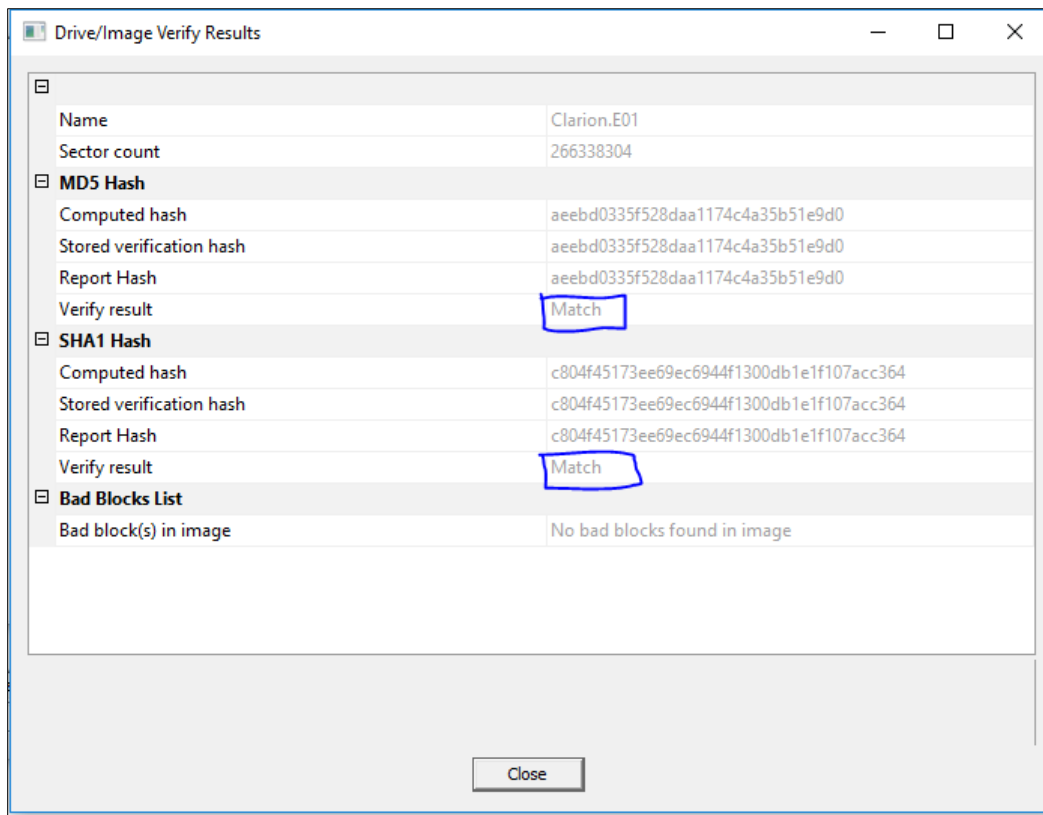 Drive/Image Verify Results
Name Clarion.E01
Sector count 266338304
MD5 Hash
Computed hash aeebd0335f528daa1174c4a35b51e9d0
Stored verification hash aeebd0335f528daa1174c4a35b51e9d0
Report Hash aeebd0335f528daa1174c4a35b51e9d0
Verify result Match
SHA1 Hash
Computed hash c804f45173ee69ec6944f1300db1e1f107acc364
Stored verification hash c804f45173ee69ec6944f1300db1e1f107acc364
Report Hash c804f45173ee69ec6944f1300db1e1f107acc364
Verify result Match
Bad Blocks List
Bad block(s) in image No bad blocks found in image
Close